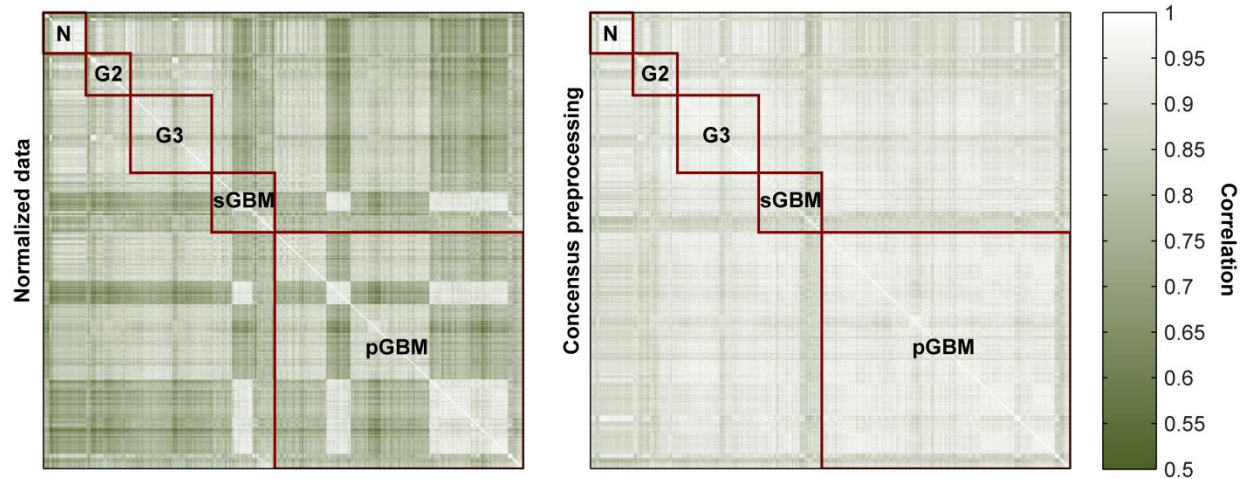 Normalized data
N
G2
G3
sGBM
pGBM
Concensus preprocessing
N
G2
G3
sGBM
pGBM
1
0.95
0.9
0.85
0.8
0.75
0.7
0.65
0.6
0.55
0.5
Correlation